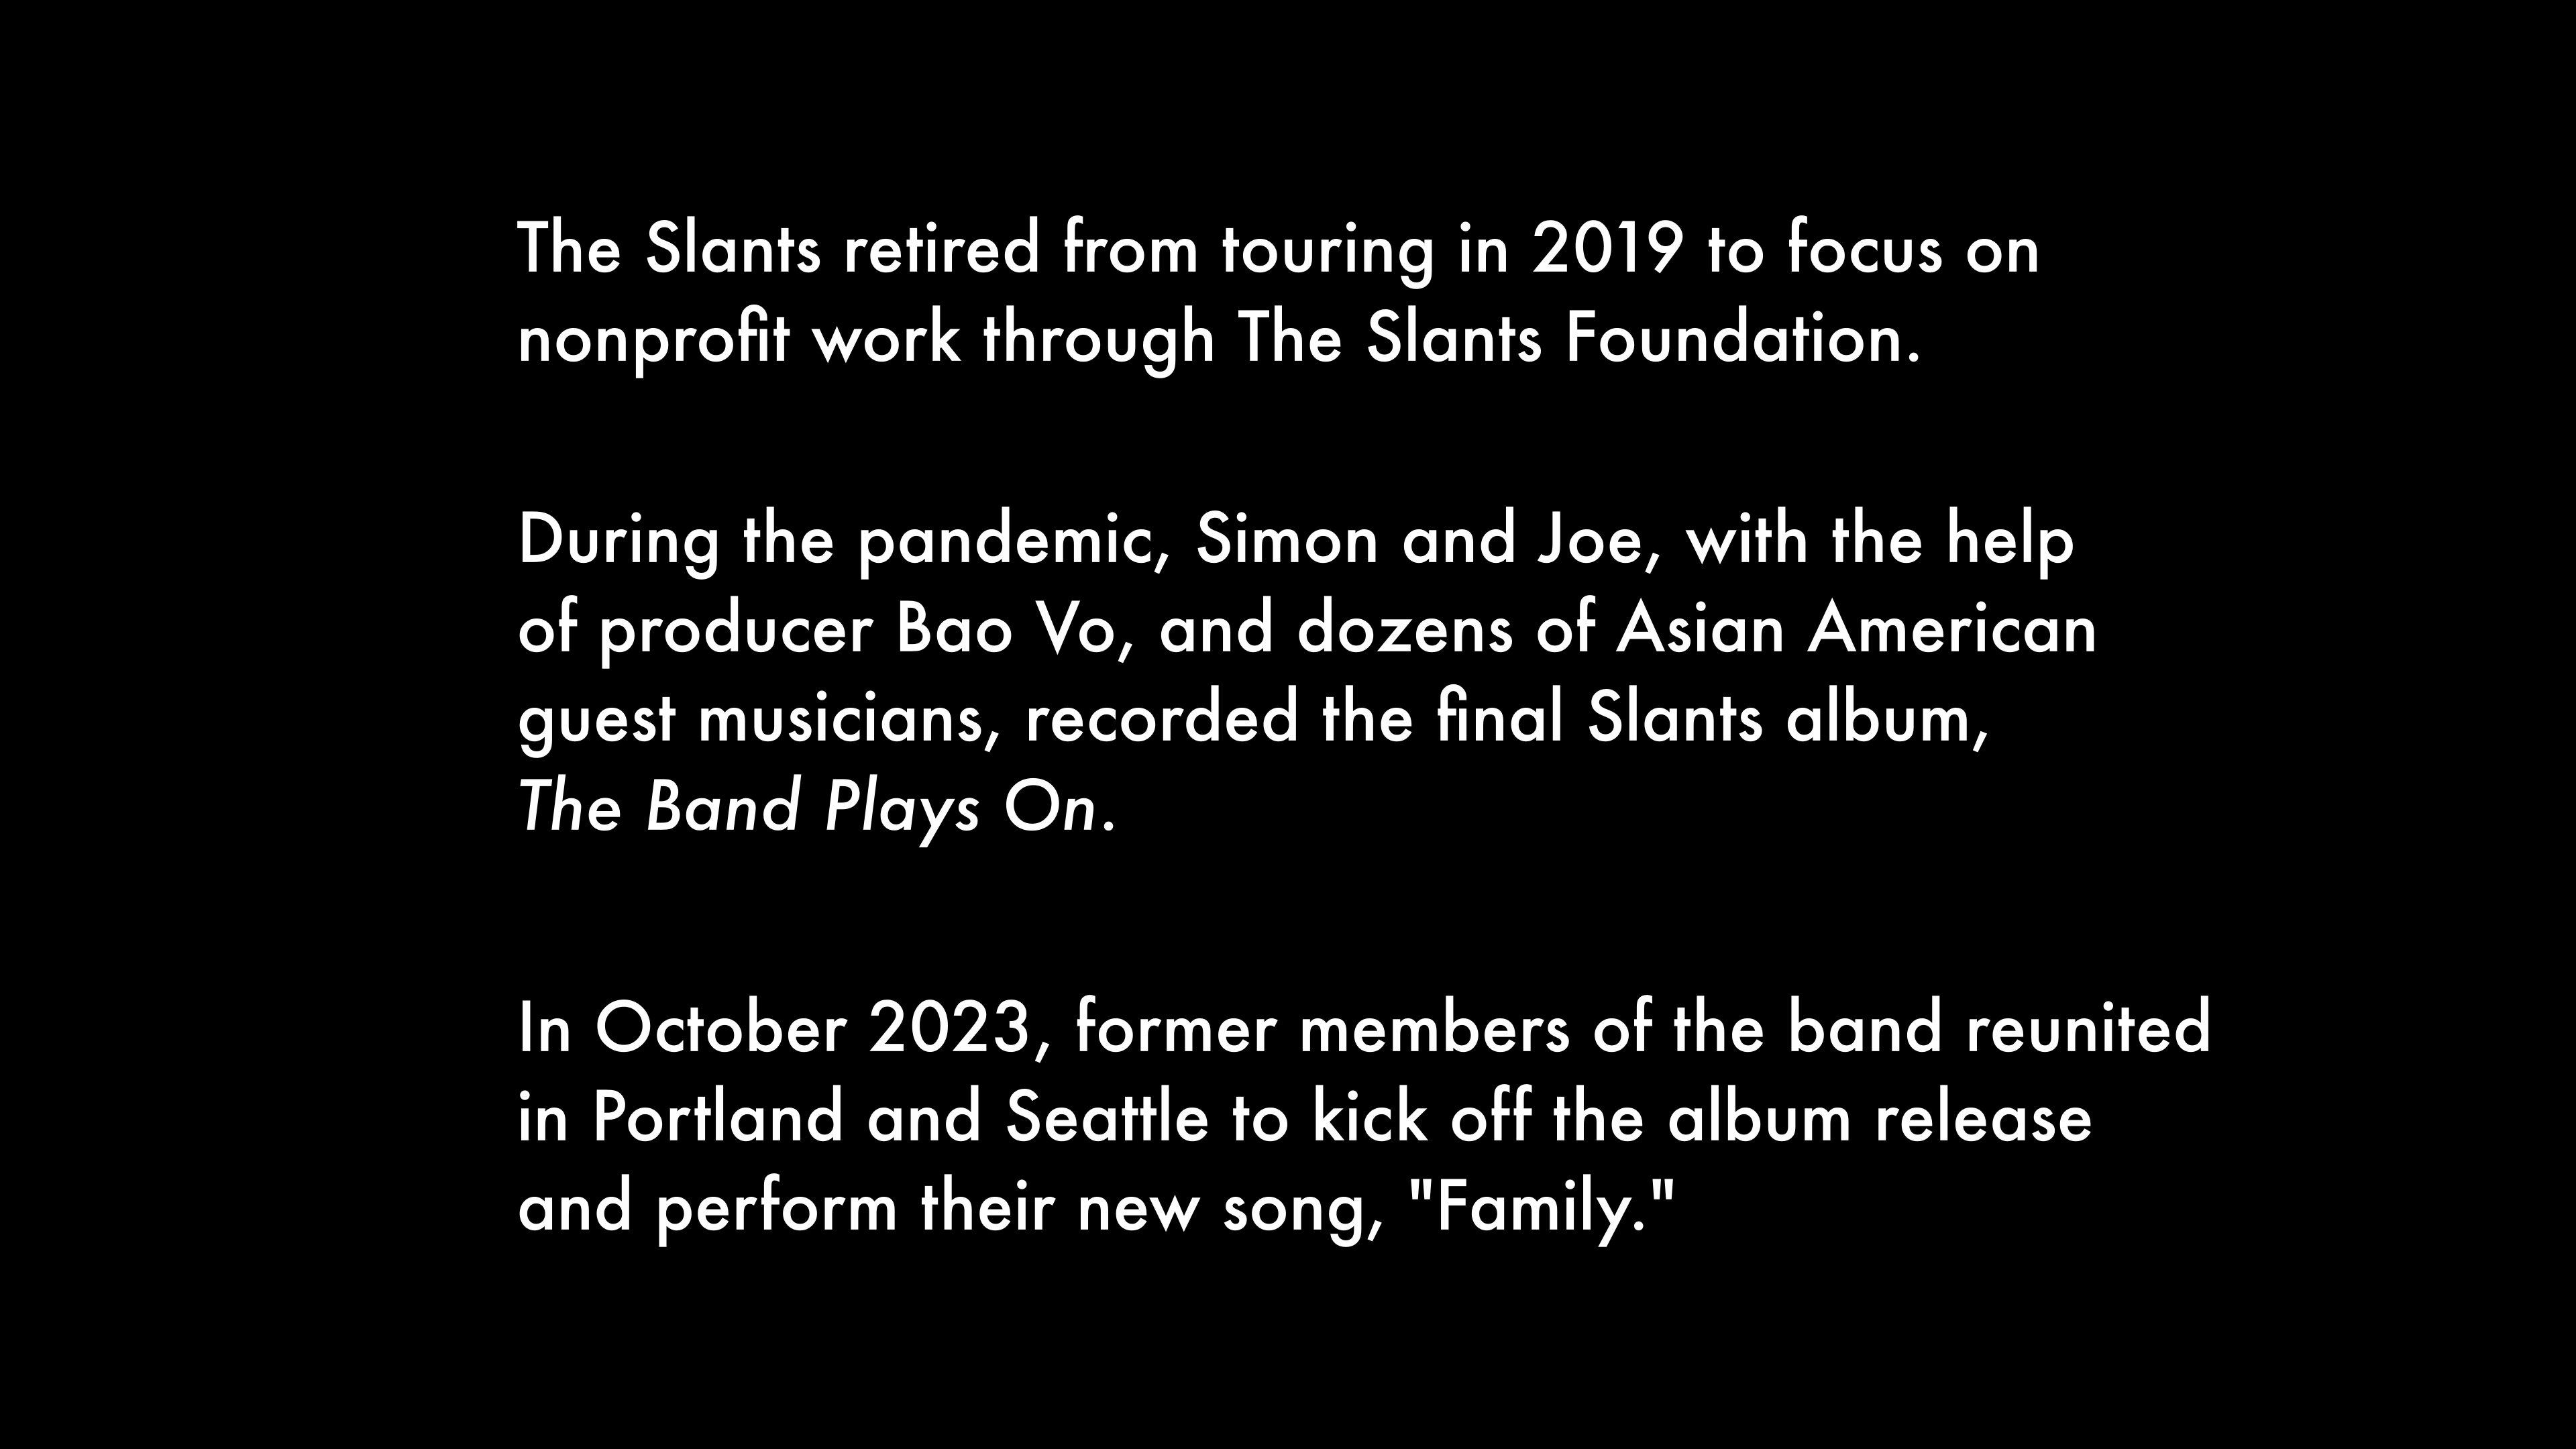 The Slants retired from touring in 2019 to focus on
nonprofit work through The Slants Foundation.
During the pandemic, Simon and Joe, with the help
of producer Bao Vo, and dozens of Asian American
guest musicians, recorded the final Slants album,
The Band Plays On.
In October 2023, former members of the band reunited
in Portland and Seattle to kick off the album release
and perform their new song, "Family."